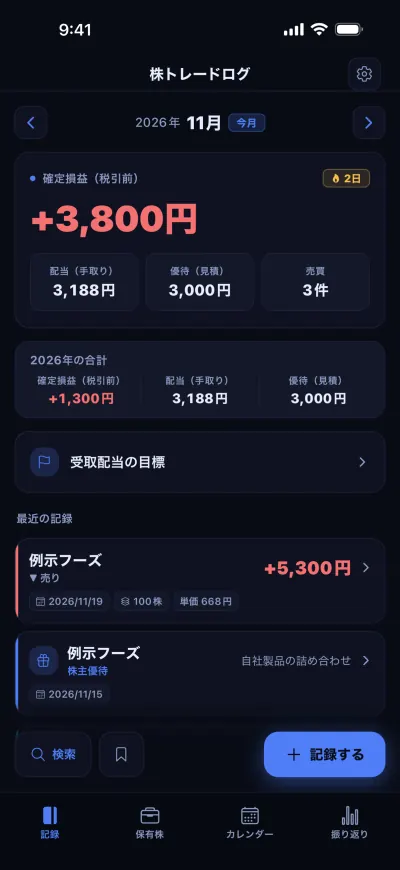 9:41
株トレードログ
2026年 11月 今月
確定損益（税引前） 2日
+3,800円
配当（手取り） 優待（見積） 売買
3,188円 3,000円 3件
2026年の合計
確定損益（税引前） 配当（手取り） 優待（見積）
+1,300円 3,188円 3,000円
受取配当の目標
最近の記録
例示フーズ +5,300円
▼売り
2026/11/19 100株 単価 668円
例示フーズ 自社製品の詰め合わせ
株主優待
2026/11/15
検索 記録する
記録 保有株 カレンダー 振り返り